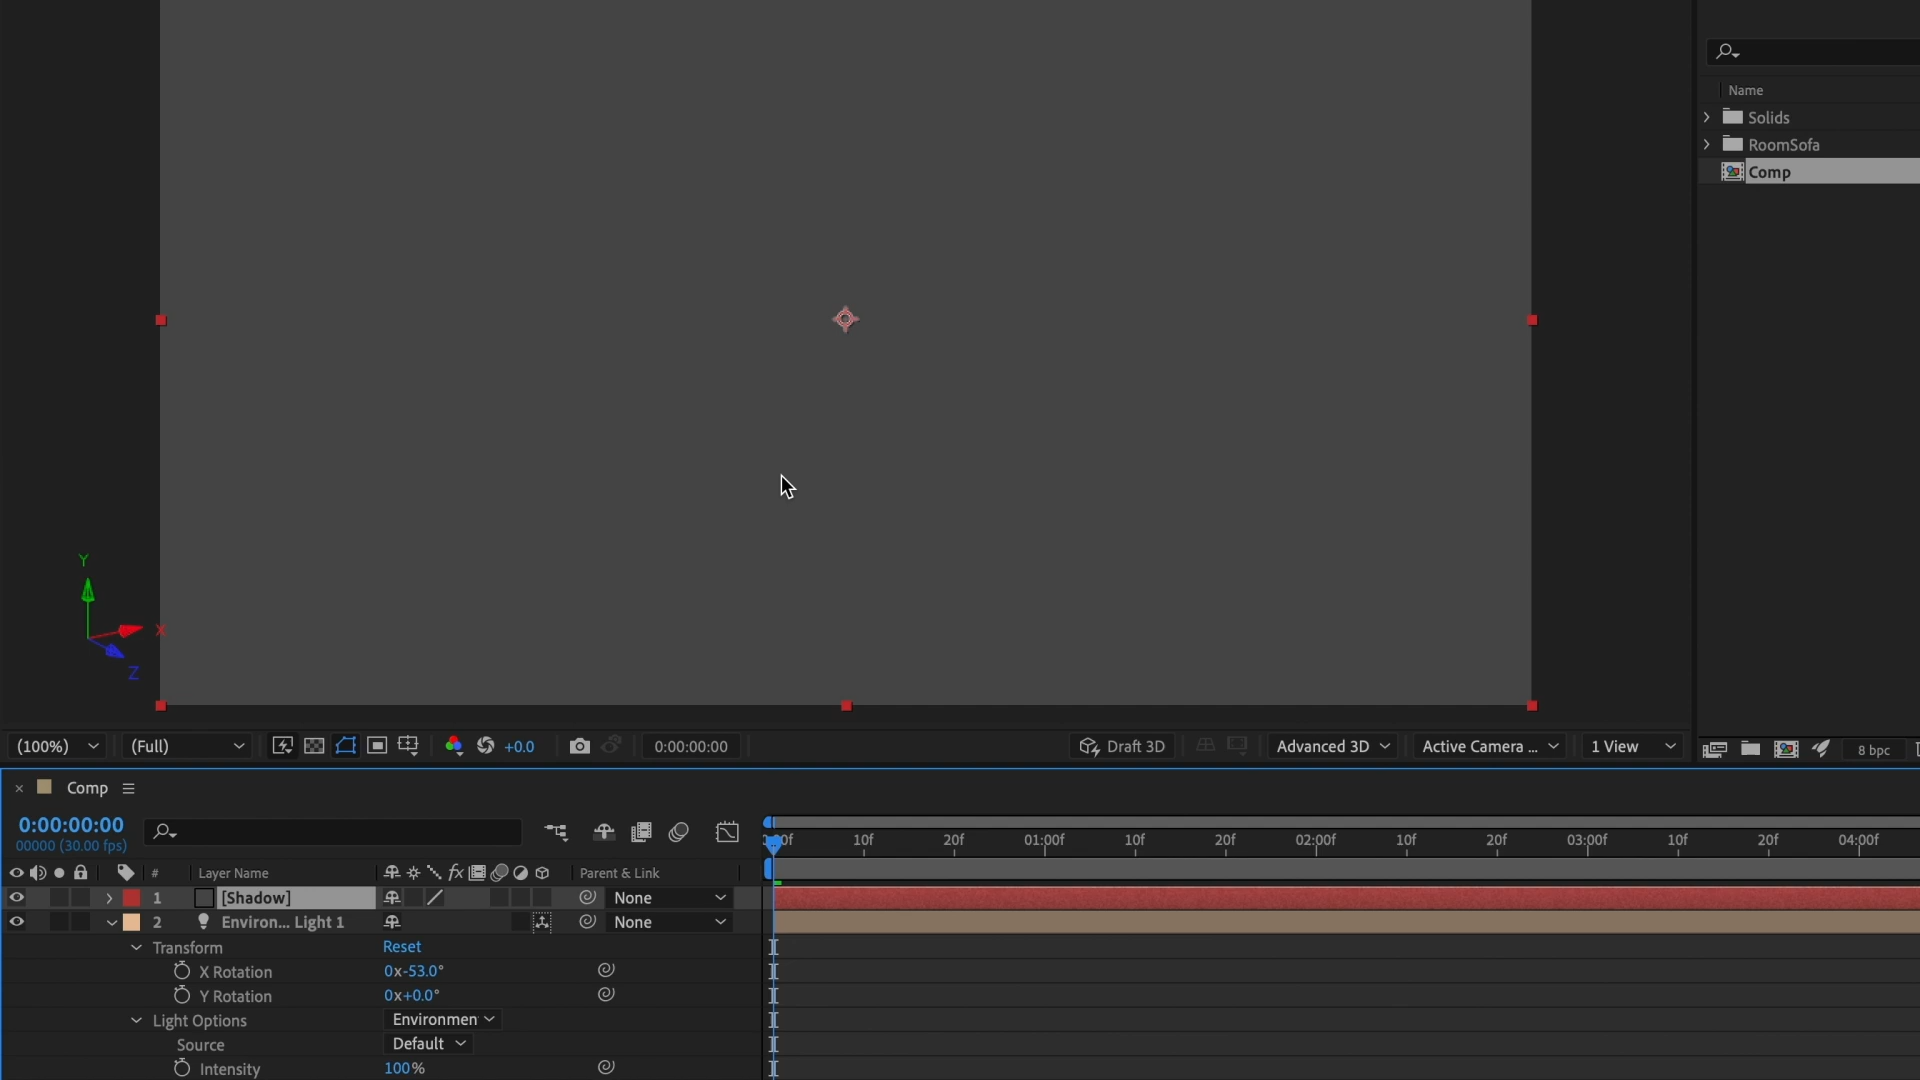 Name
Solids
RoomSofa
Comp
Y
X
Z
(100%)
(Full)
+0.0
0:00:00:00
Draft 3D
Advanced 3D
Active Camera ...
1 View
8 bpc
Comp
0:00:00:00
00000 (30.00 fps)
0f 10f 20f 01:00f 10f 20f 02:00f 10f 20f 03:00f 10f 20f 04:00f
# Layer Name fx Parent & Link
1 [Shadow] None
2 Environ... Light 1 None
Transform Reset
X Rotation 0x-53.0°
Y Rotation 0x+0.0°
Light Options Environmen
Source Default
Intensity 100%